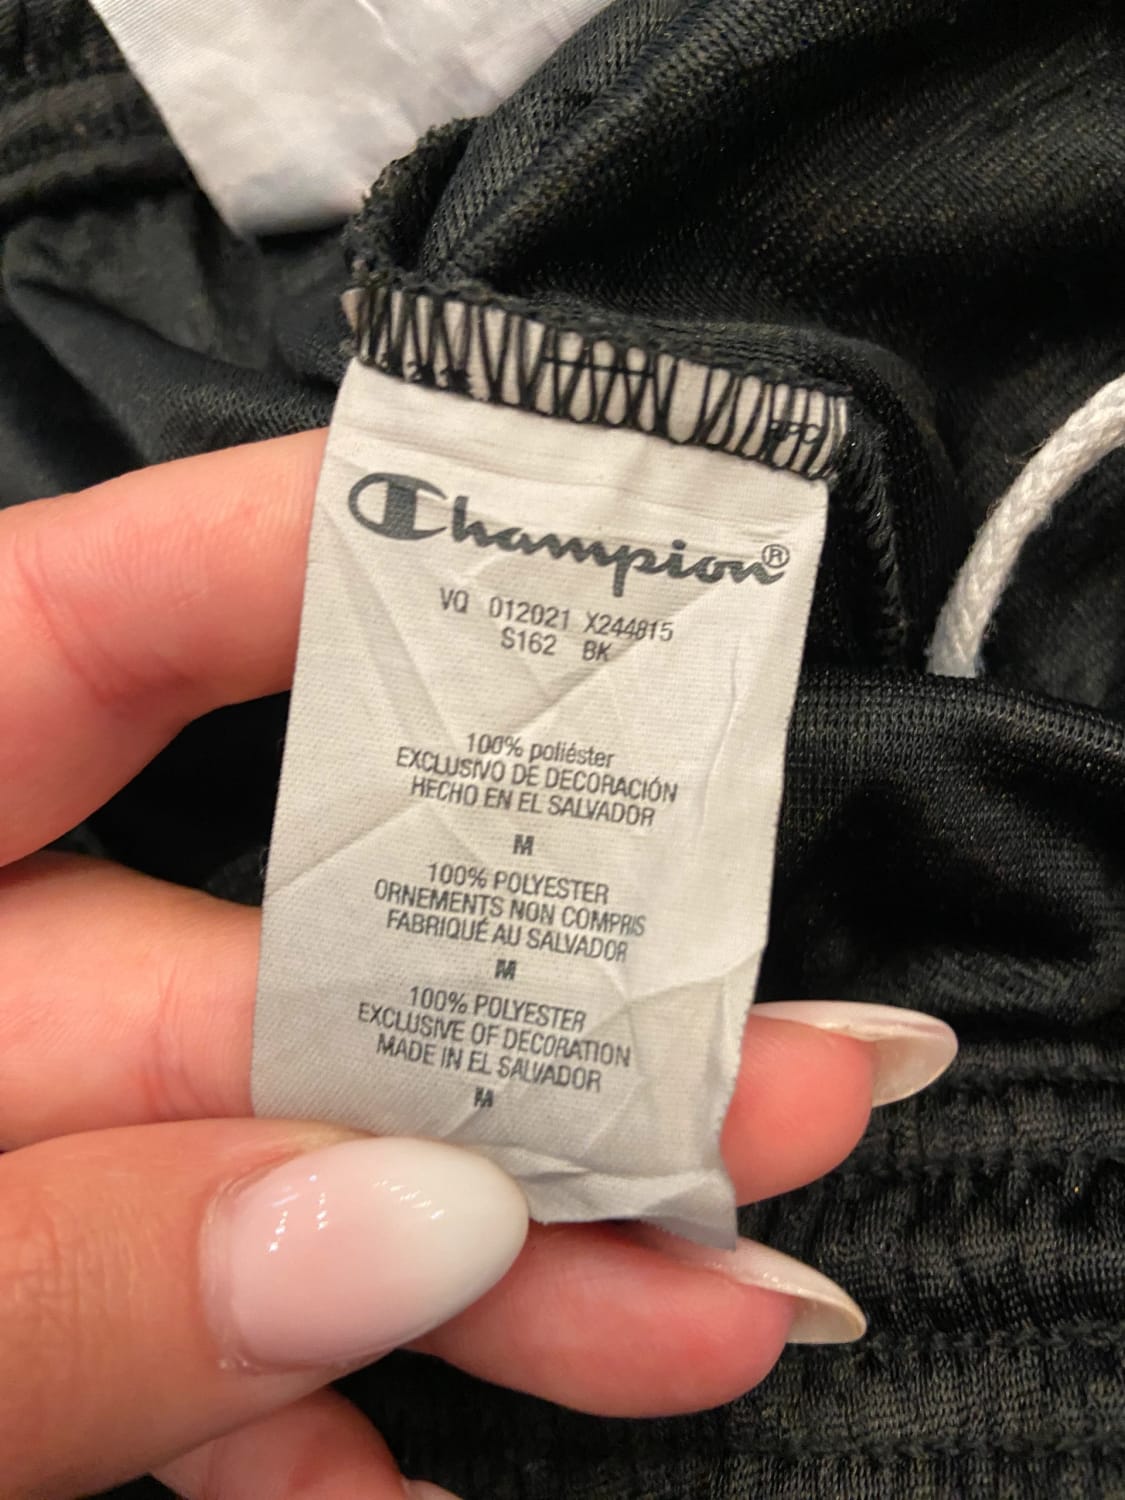 Champion®
VQ 012021 X244815
S162 BK
100% poliéster
EXCLUSIVO DE DECORACIÓN
HECHO EN EL SALVADOR
M
100% POLYESTER
ORNEMENTS NON COMPRIS
FABRIQUÉ AU SALVADOR
M
100% POLYESTER
EXCLUSIVE OF DECORATION
MADE IN EL SALVADOR
M